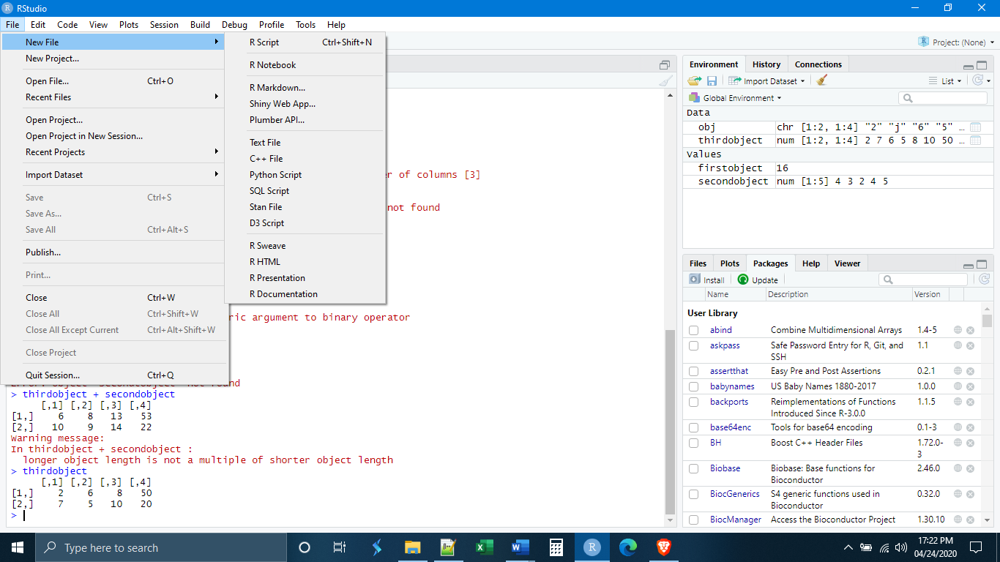 RStudio
File Edit Code View Plots Session Build Debug Profile Tools Help
Project: (None)
New File
New Project...
Open File... Ctrl+O
Recent Files
Open Project...
Open Project in New Session...
Recent Projects
Import Dataset
Save Ctrl+S
Save As...
Save All Ctrl+Alt+S
Publish...
Print...
Close Ctrl+W
Close All Ctrl+Shift+W
Close All Except Current Ctrl+Alt+Shift+W
Close Project
Quit Session... Ctrl+Q
R Script Ctrl+Shift+N
R Notebook
R Markdown...
Shiny Web App...
Plumber API...
Text File
C++ File
Python Script
SQL Script
Stan File
D3 Script
R Sweave
R HTML
R Presentation
R Documentation
of columns [3]
not found
argument to binary operator
not found
> thirdobject + secondobject
[,1] [,2] [,3] [,4]
[1,] 6 8 13 53
[2,] 10 9 14 22
Warning message:
In thirdobject + secondobject :
longer object length is not a multiple of shorter object length
> thirdobject
[,1] [,2] [,3] [,4]
[1,] 2 6 8 50
[2,] 7 5 10 20
>
Environment History Connections
Import Dataset List
Global Environment
Data
obj chr [1:2, 1:4] "2" "j" "6" "5" …
thirdobject num [1:2, 1:4] 2 7 6 5 8 10 50 …
Values
firstobject 16
secondobject num [1:5] 4 3 2 4 5
Files Plots Packages Help Viewer
Install Update
Name Description Version
User Library
abind Combine Multidimensional Arrays 1.4-5
askpass Safe Password Entry for R, Git, and 1.1
SSH
assertthat Easy Pre and Post Assertions 0.2.1
babynames US Baby Names 1880-2017 1.0.0
backports Reimplementations of Functions 1.1.5
Introduced Since R-3.0.0
base64enc Tools for base64 encoding 0.1-3
BH Boost C++ Header Files 1.72.0-
3
Biobase Biobase: Base functions for 2.46.0
Bioconductor
BiocGenerics S4 generic functions used in 0.32.0
Bioconductor
BiocManager Access the Bioconductor Project 1.30.10
Type here to search
17:22 PM
04/24/2020